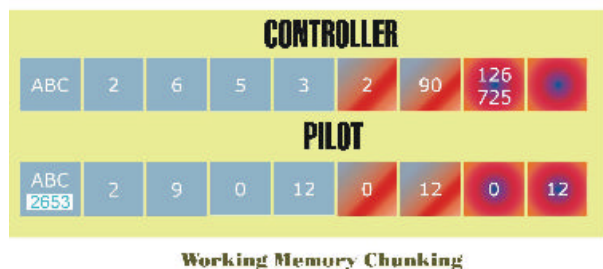 CONTROLLER
ABC 2 6 5 3 2 90 126 725
PILOT
ABC 2653 2 9 0 12 0 12 0 12
Working Memory Chunking